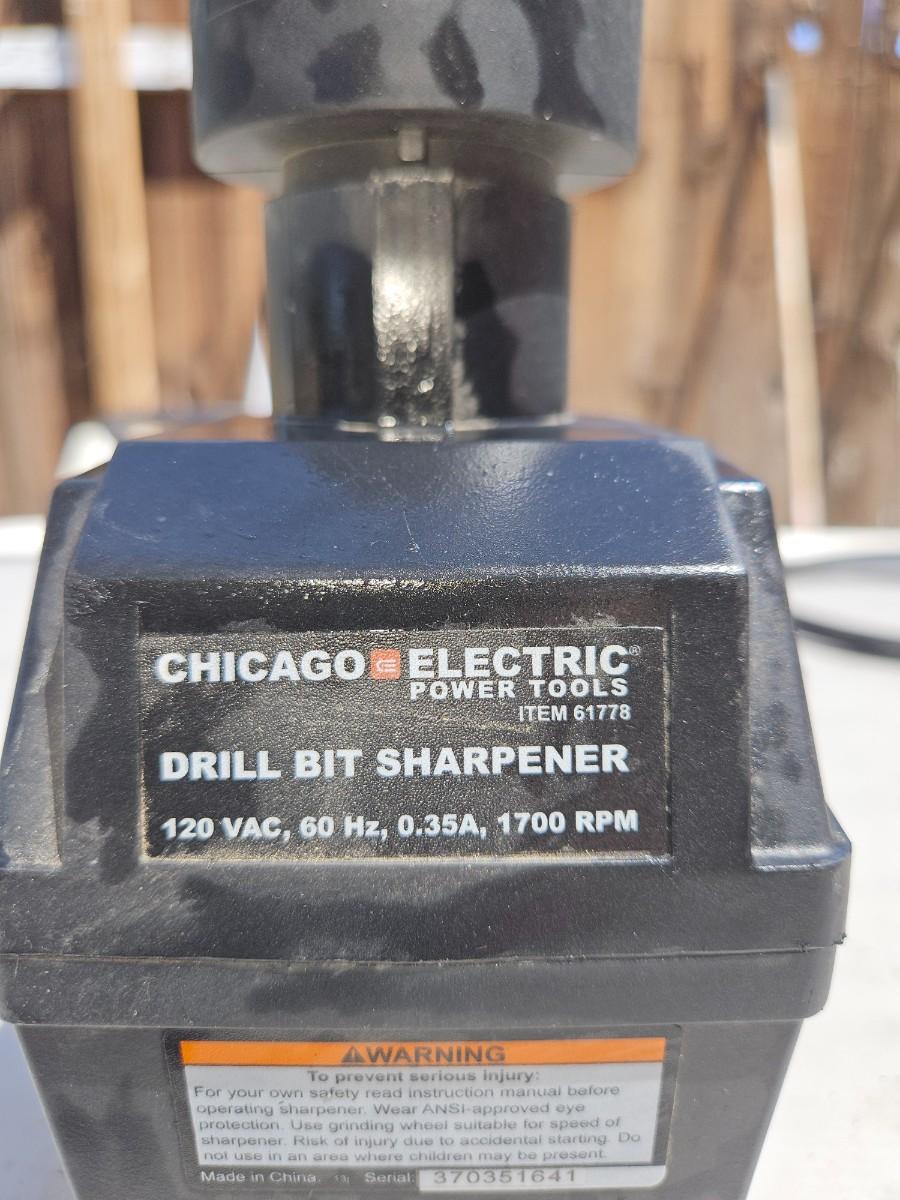 CHICAGO ELECTRIC®
POWER TOOLS
ITEM 61778
DRILL BIT SHARPENER
120 VAC, 60 Hz, 0.35A, 1700 RPM
WARNING
To prevent serious injury:
For your own safety read instruction manual before
operating sharpener. Wear ANSI-approved eye
protection. Use grinding wheel suitable for speed of
sharpener. Risk of injury due to accidental starting. Do
not use in an area where children may be present.
Made in China. Serial: 370351641